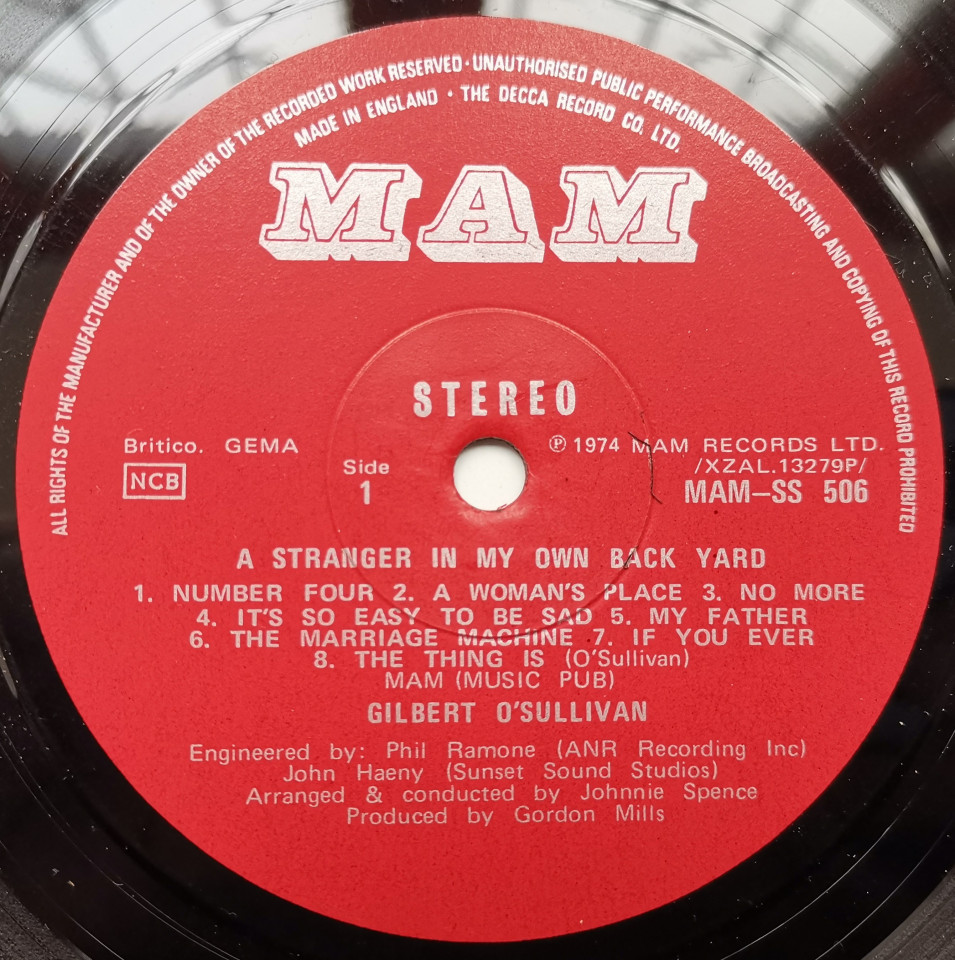 ALL RIGHTS OF THE MANUFACTURER AND OF THE OWNER OF THE RECORDED WORK RESERVED · UNAUTHORISED PUBLIC PERFORMANCE BROADCASTING AND COPYING OF THIS RECORD PROHIBITED
MADE IN ENGLAND · THE DECCA RECORD CO. LTD.
MAM
STEREO
Britico. GEMA
NCB
Side
1
℗ 1974 MAM RECORDS LTD.
/XZAL.13279P/
MAM–SS 506
A STRANGER IN MY OWN BACK YARD
1. NUMBER FOUR 2. A WOMAN'S PLACE 3. NO MORE
4. IT'S SO EASY TO BE SAD 5. MY FATHER
6. THE MARRIAGE MACHINE 7. IF YOU EVER
8. THE THING IS (O'Sullivan)
MAM (MUSIC PUB)
GILBERT O'SULLIVAN
Engineered by: Phil Ramone (ANR Recording Inc)
John Haeny (Sunset Sound Studios)
Arranged & conducted by Johnnie Spence
Produced by Gordon Mills